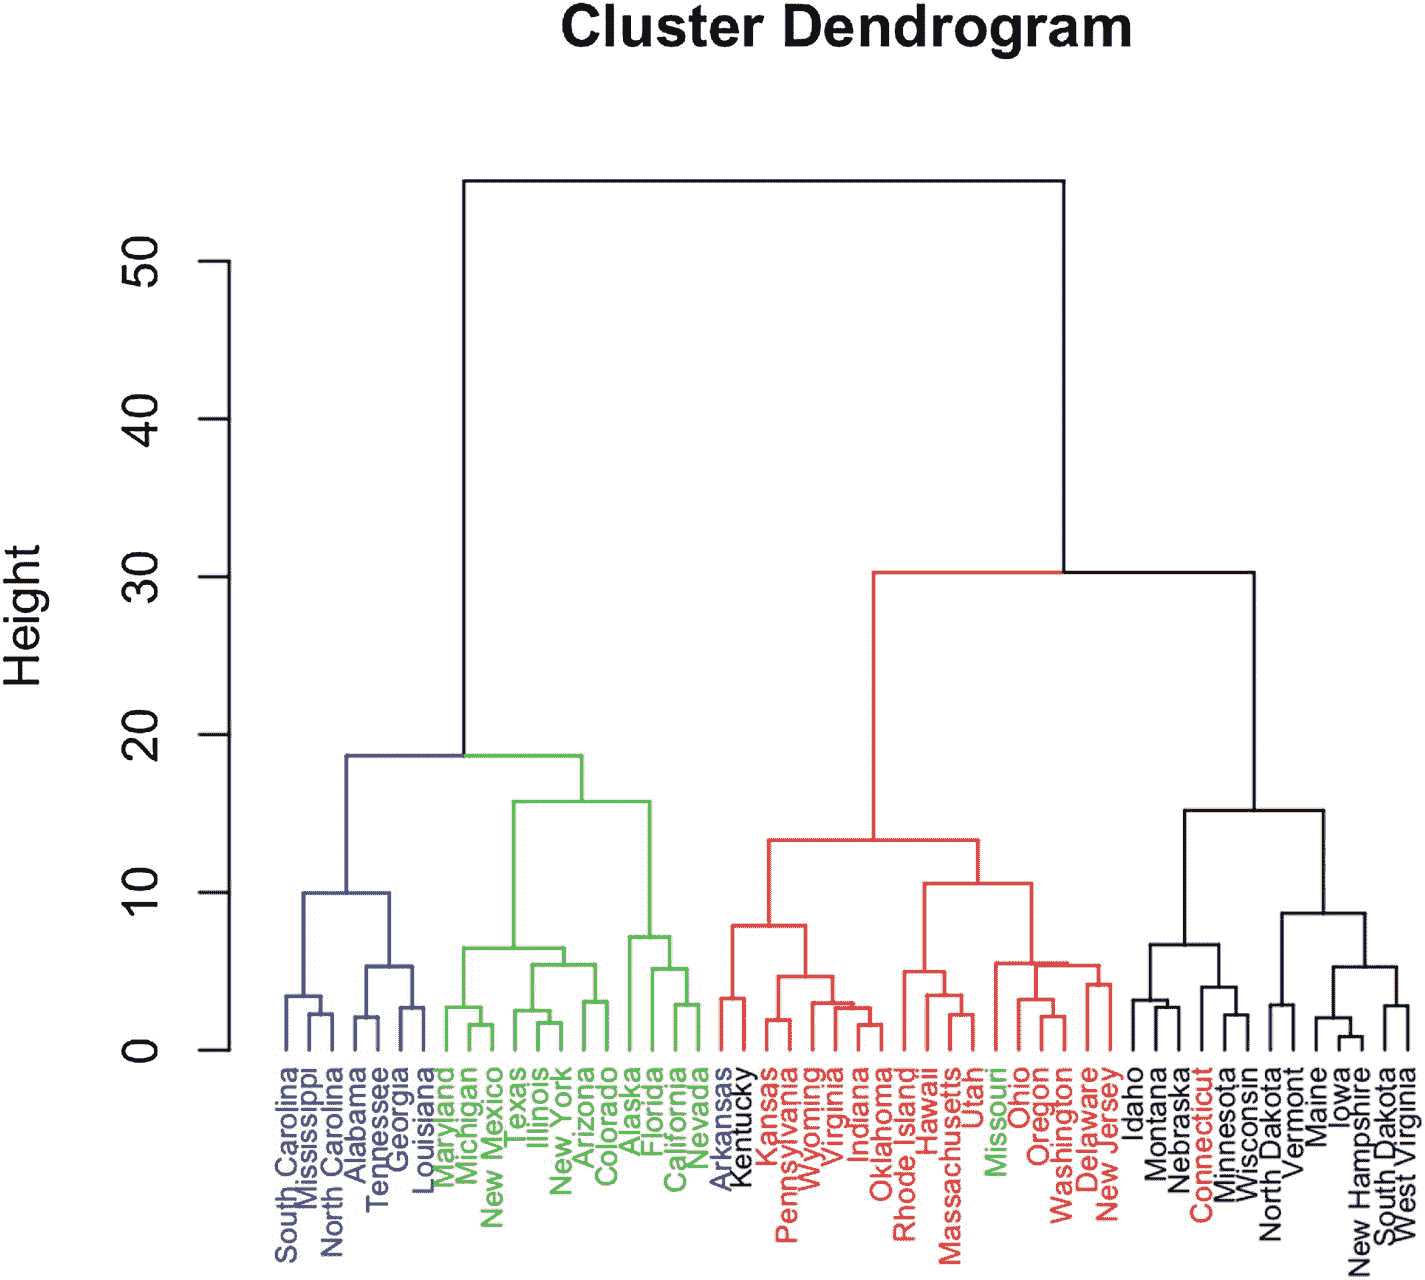 Cluster Dendrogram
Height
50
40
30
20
10
0
South Carolina
Mississippi
North Carolina
Alabama
Tennessee
Georgia
Louisiana
Maryland
Michigan
New Mexico
Texas
Illinois
New York
Arizona
Colorado
Alaska
Florida
California
Nevada
Arkansas
Kentucky
Kansas
Pennsylvania
Wyoming
Virginia
Indiana
Oklahoma
Rhode Island
Hawaii
Massachusetts
Utah
Missouri
Ohio
Oregon
Washington
Delaware
New Jersey
Idaho
Montana
Nebraska
Connecticut
Minnesota
Wisconsin
North Dakota
Vermont
Maine
Iowa
New Hampshire
South Dakota
West Virginia